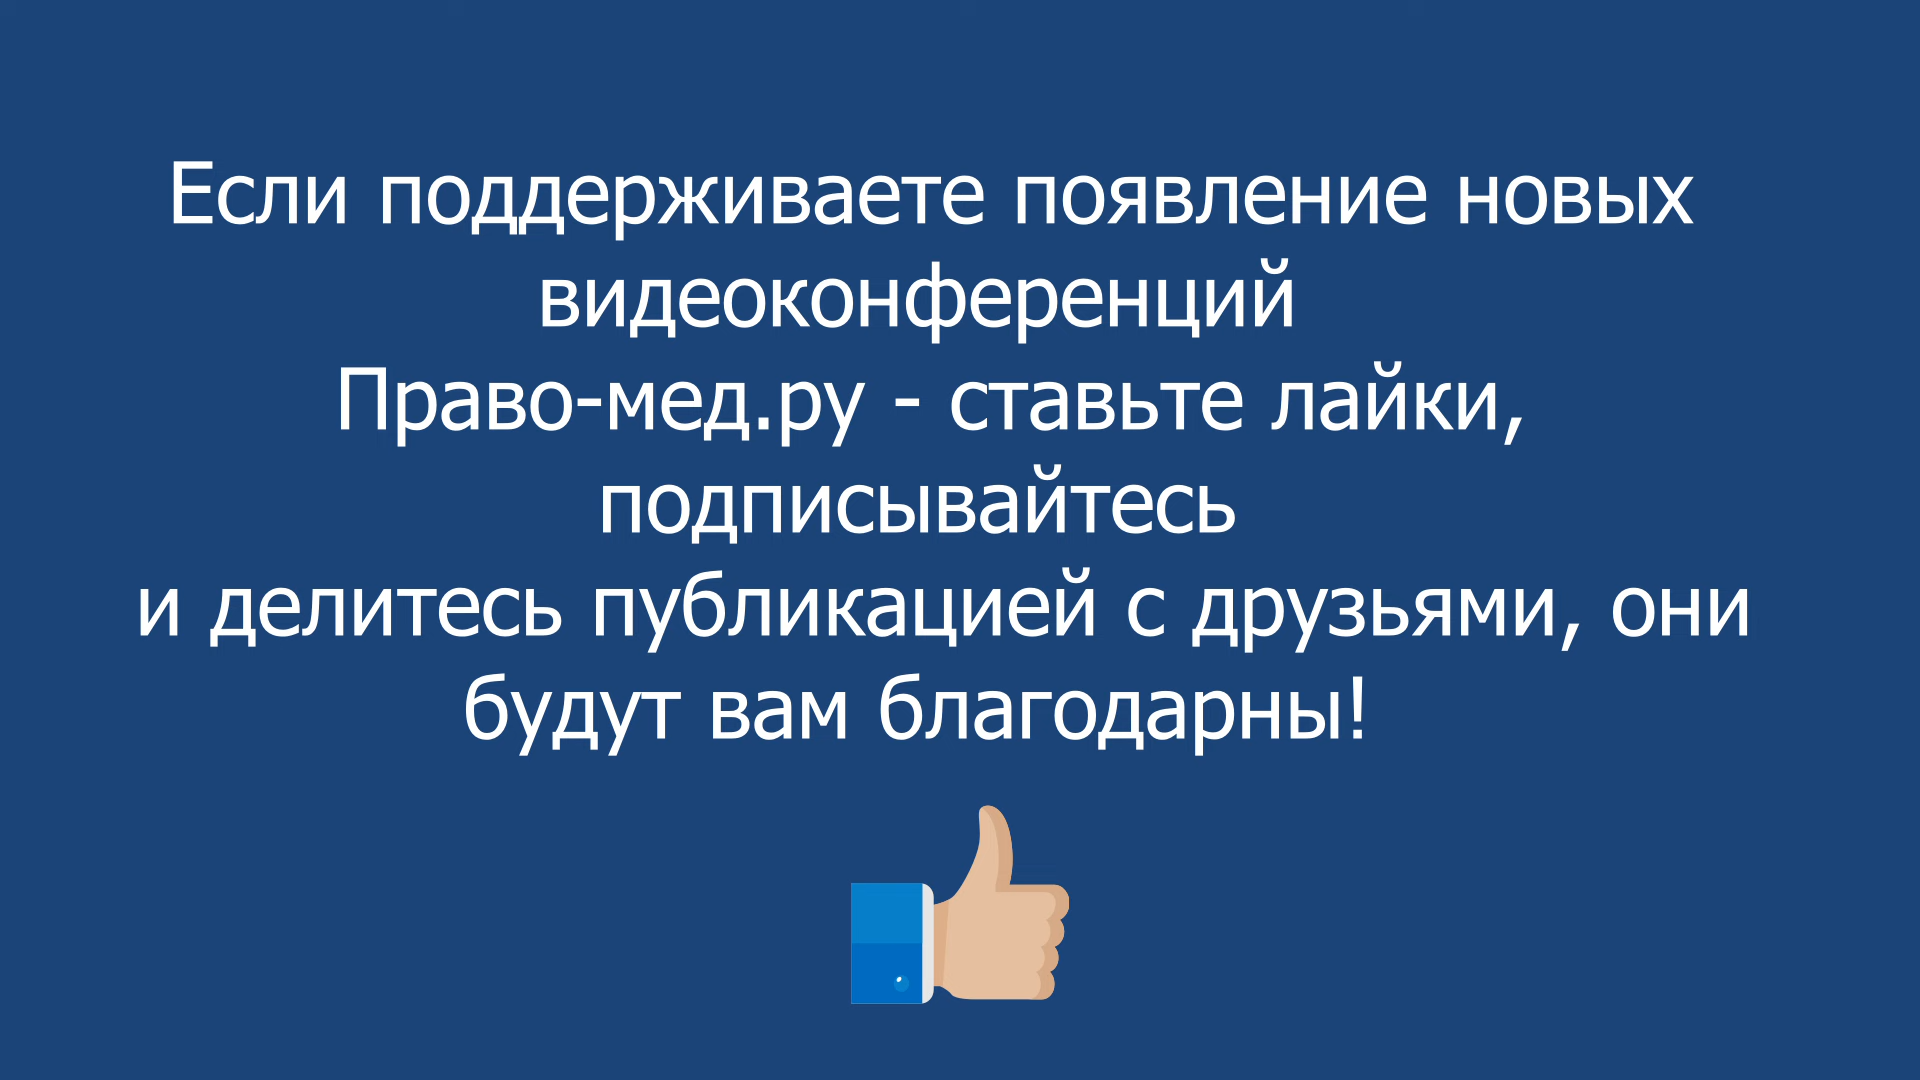 Если поддерживаете появление новых
видеоконференций
Право-мед.ру - ставьте лайки,
подписывайтесь
и делитесь публикацией с друзьями, они
будут вам благодарны!